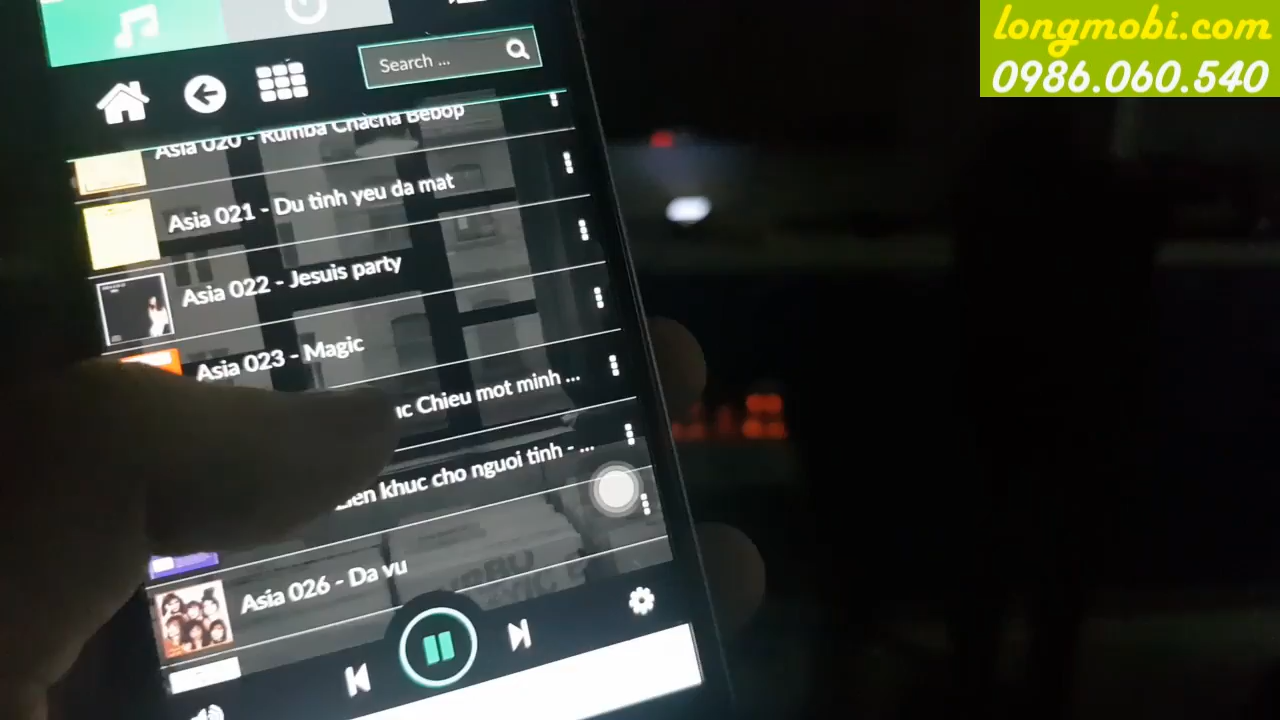 longmobi.com
0986.060.540
Search ...
Asia 020 - Rumba Chacha Bebop
Asia 021 - Du tinh yeu da mat
Asia 022 - Jesuis party
Asia 023 - Magic
Chieu mot minh ...
khuc cho nguoi tinh - ...
Asia 026 - Da vu